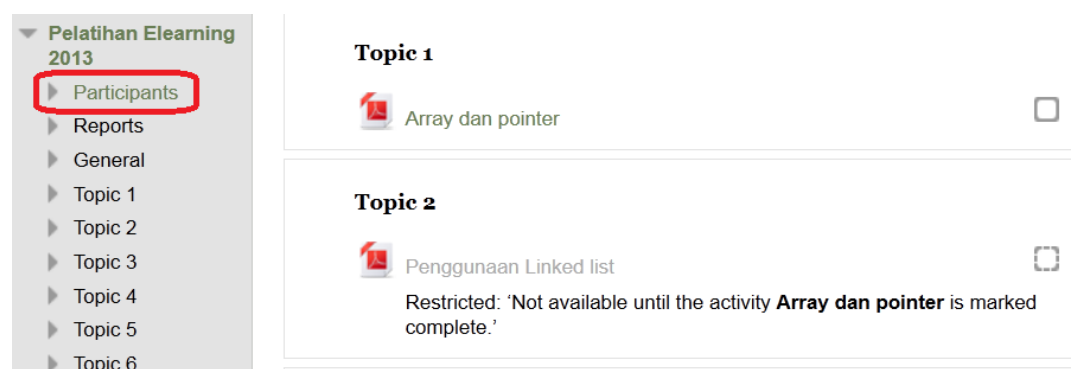 Pelatihan Elearning
2013
Participants
Reports
General
Topic 1
Topic 2
Topic 3
Topic 4
Topic 5
Topic 6
Topic 1
Array dan pointer
Topic 2
Penggunaan Linked list
Restricted: ‘Not available until the activity Array dan pointer is marked
complete.’